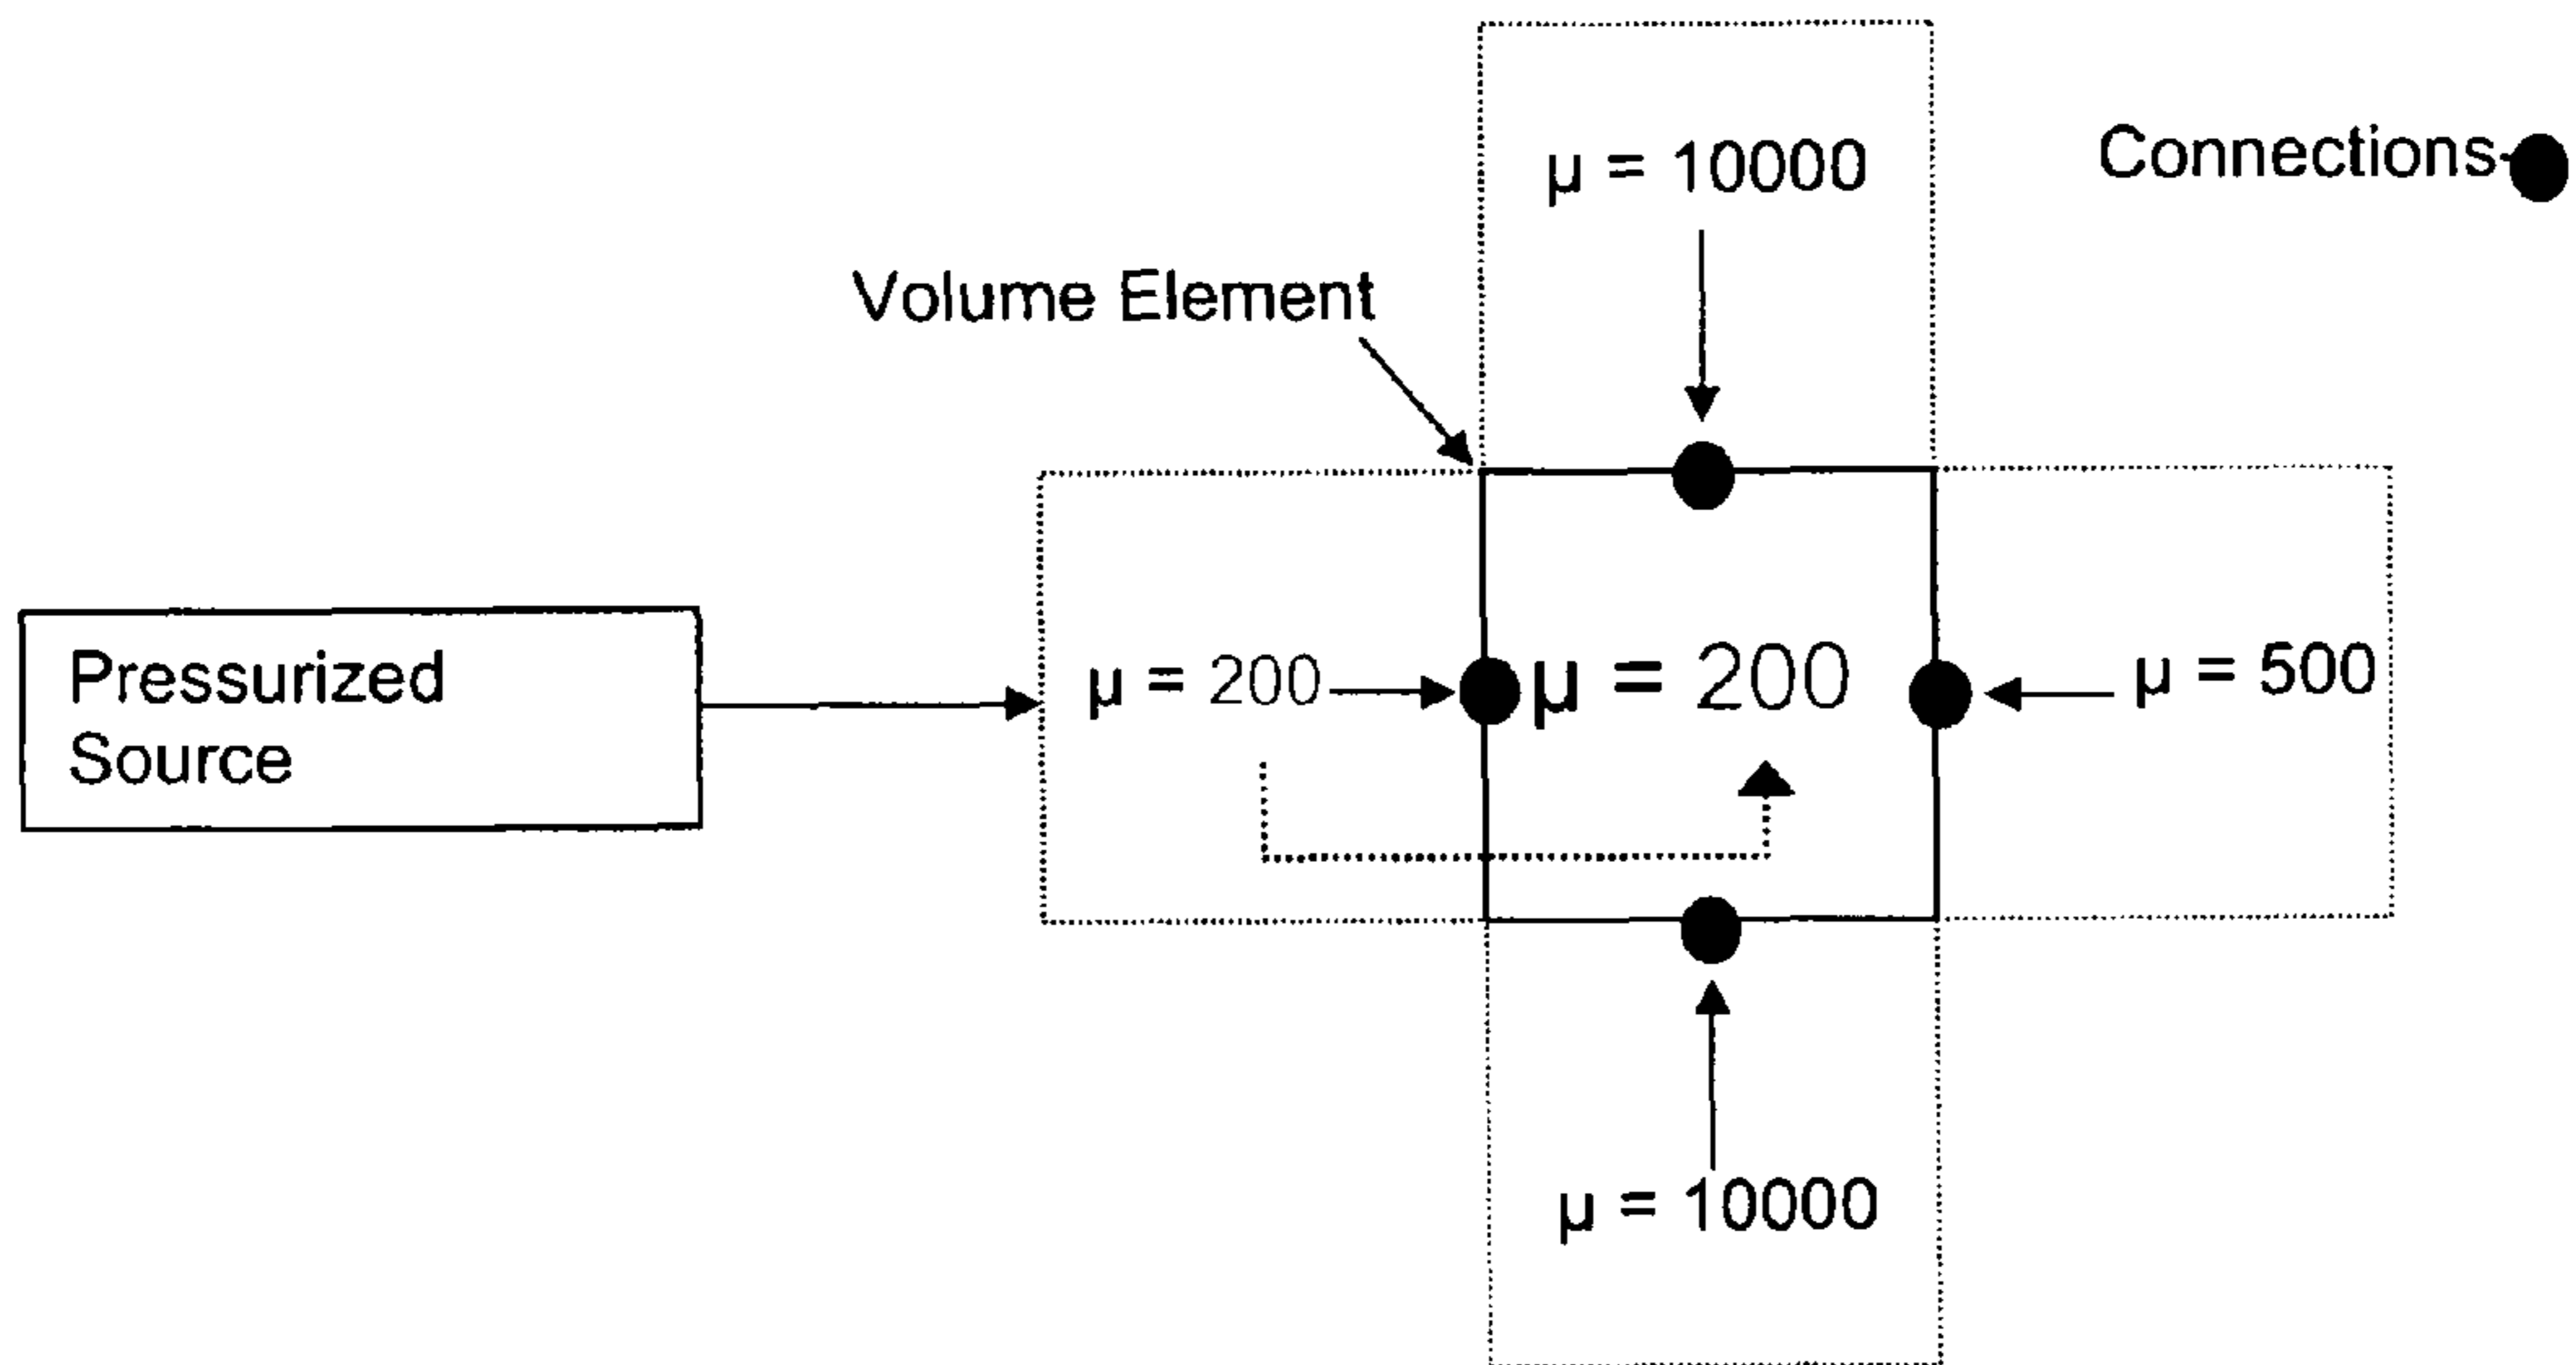 μ = 10000
Connections
Volume Element
Pressurized
Source
μ = 200
μ = 200
μ = 500
μ = 10000